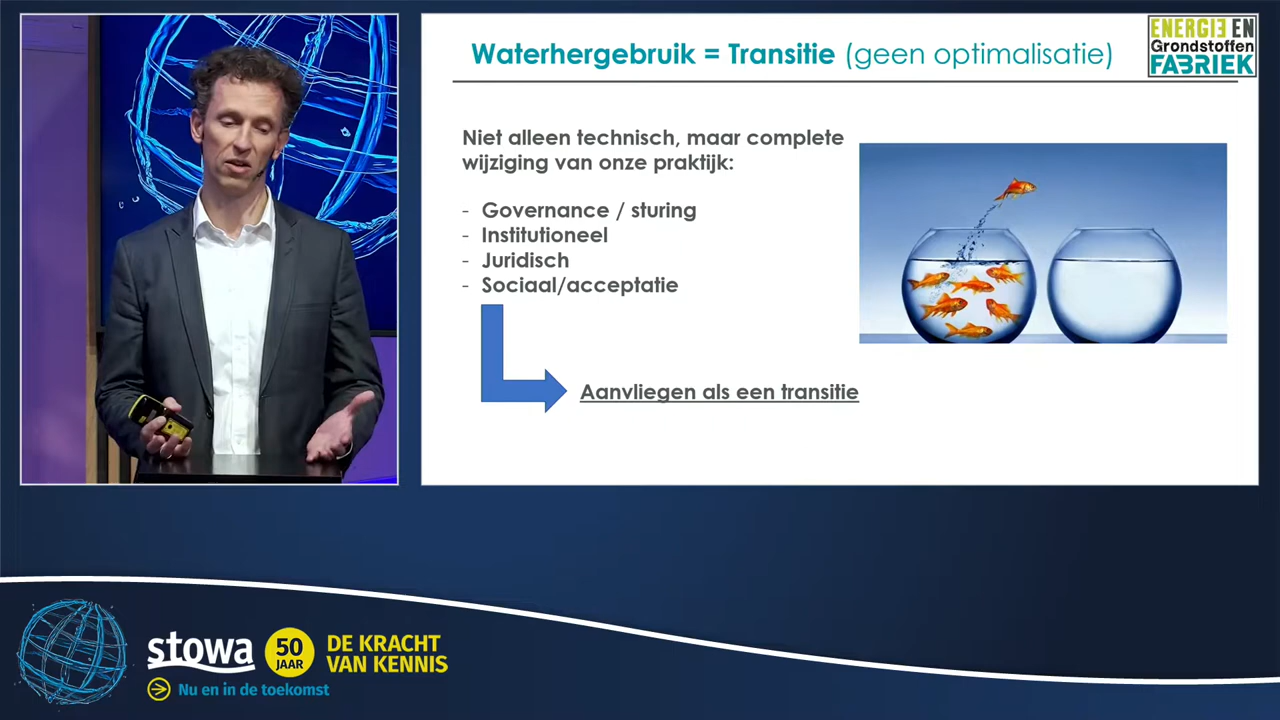 Waterhergebruik = Transitie (geen optimalisatie)
ENERGIE EN
Grondstoffen
FABRIEK
Niet alleen technisch, maar complete
wijziging van onze praktijk:
- Governance / sturing
- Institutioneel
- Juridisch
- Sociaal/acceptatie
Aanvliegen als een transitie
stowa
50
JAAR
DE KRACHT
VAN KENNIS
Nu en in de toekomst